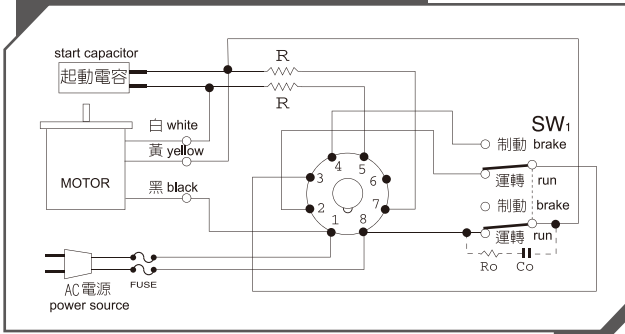 start capacitor
起動電容
R
R
白 white
黃 yellow
MOTOR
黑 black
AC電源
power source
FUSE
4 5
3 6
2 7
1 8
SW1
制動 brake
運轉 run
制動 brake
運轉 run
Ro Co